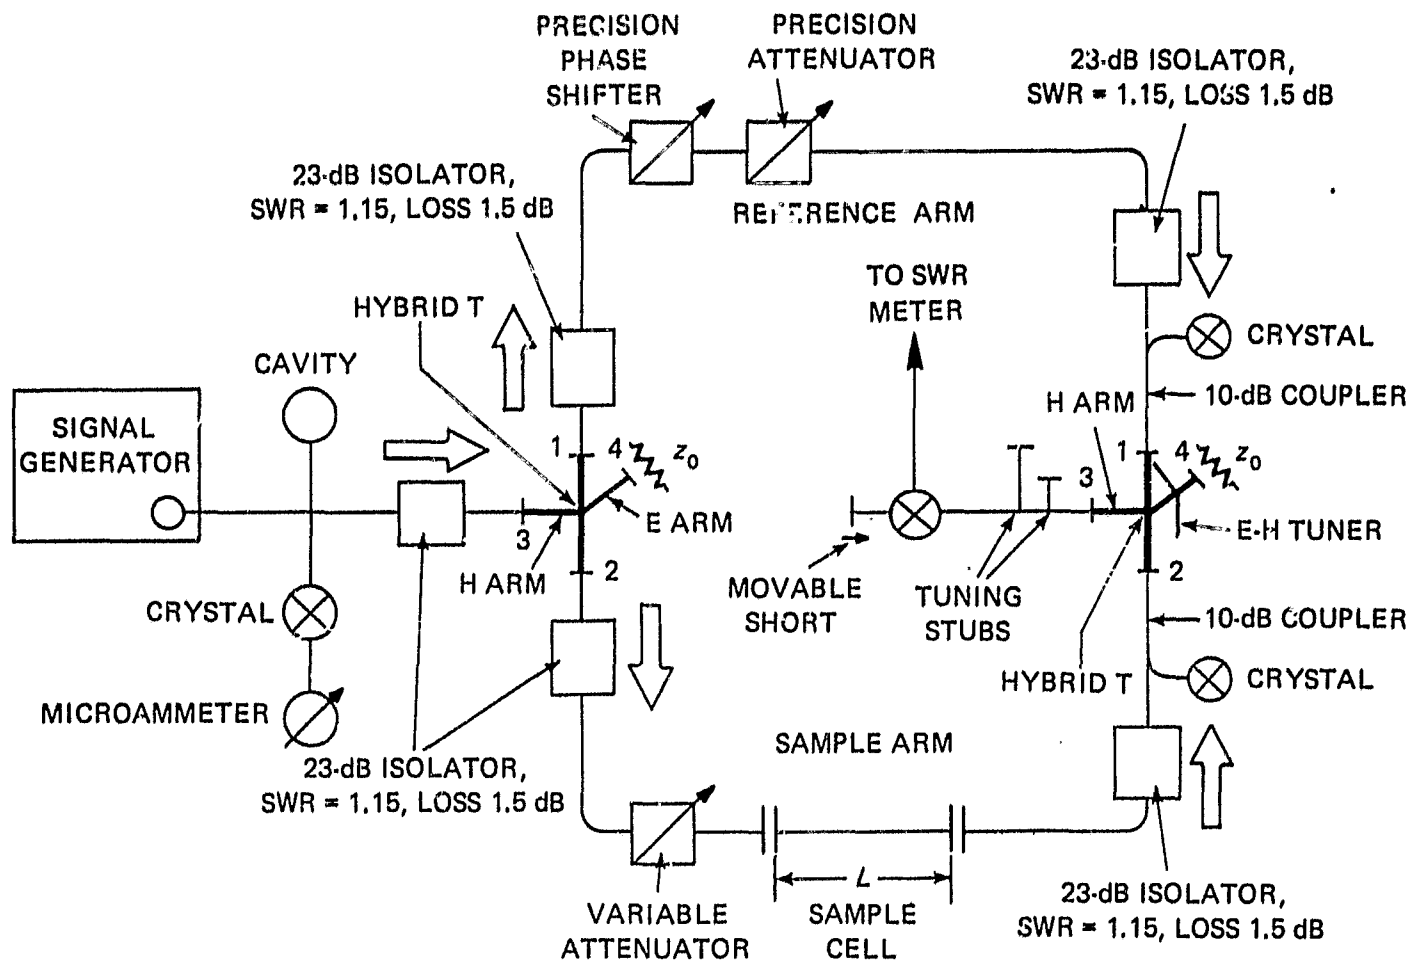 PRECISION
PHASE
SHIFTER
PRECISION
ATTENUATOR
23-dB ISOLATOR,
SWR = 1.15, LOSS 1.5 dB
23-dB ISOLATOR,
SWR = 1.15, LOSS 1.5 dB
REFERENCE ARM
TO SWR
METER
HYBRID T
CAVITY
CRYSTAL
10-dB COUPLER
H ARM
SIGNAL
GENERATOR
1
4
z0
1
4
z0
3
E ARM
3
E-H TUNER
H ARM
2
2
MOVABLE
SHORT
TUNING
STUBS
CRYSTAL
10-dB COUPLER
HYBRID T
CRYSTAL
MICROAMMETER
SAMPLE ARM
23-dB ISOLATOR,
SWR = 1.15, LOSS 1.5 dB
L
VARIABLE
ATTENUATOR
SAMPLE
CELL
23-dB ISOLATOR,
SWR = 1.15, LOSS 1.5 dB